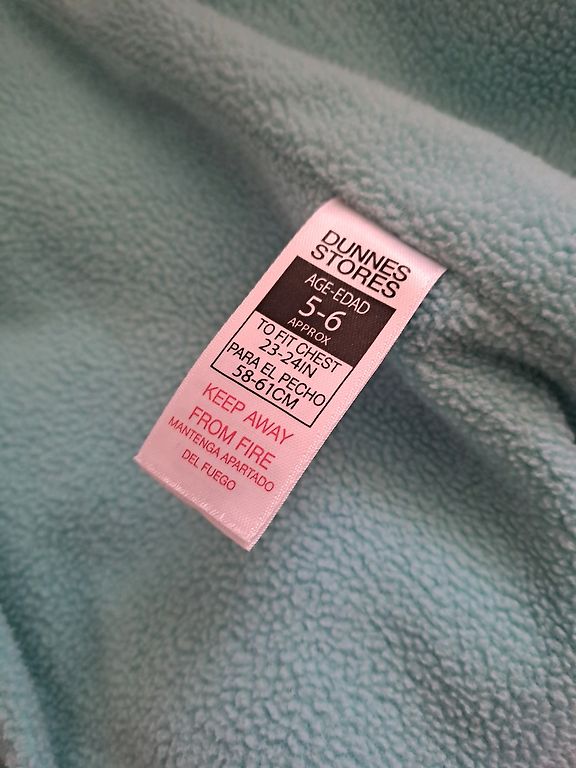 DUNNES
STORES
AGE-EDAD
5-6
APPROX
TO FIT CHEST
23-24IN
PARA EL PECHO
58-61CM
KEEP AWAY
FROM FIRE
MANTENGA APARTADO
DEL FUEGO